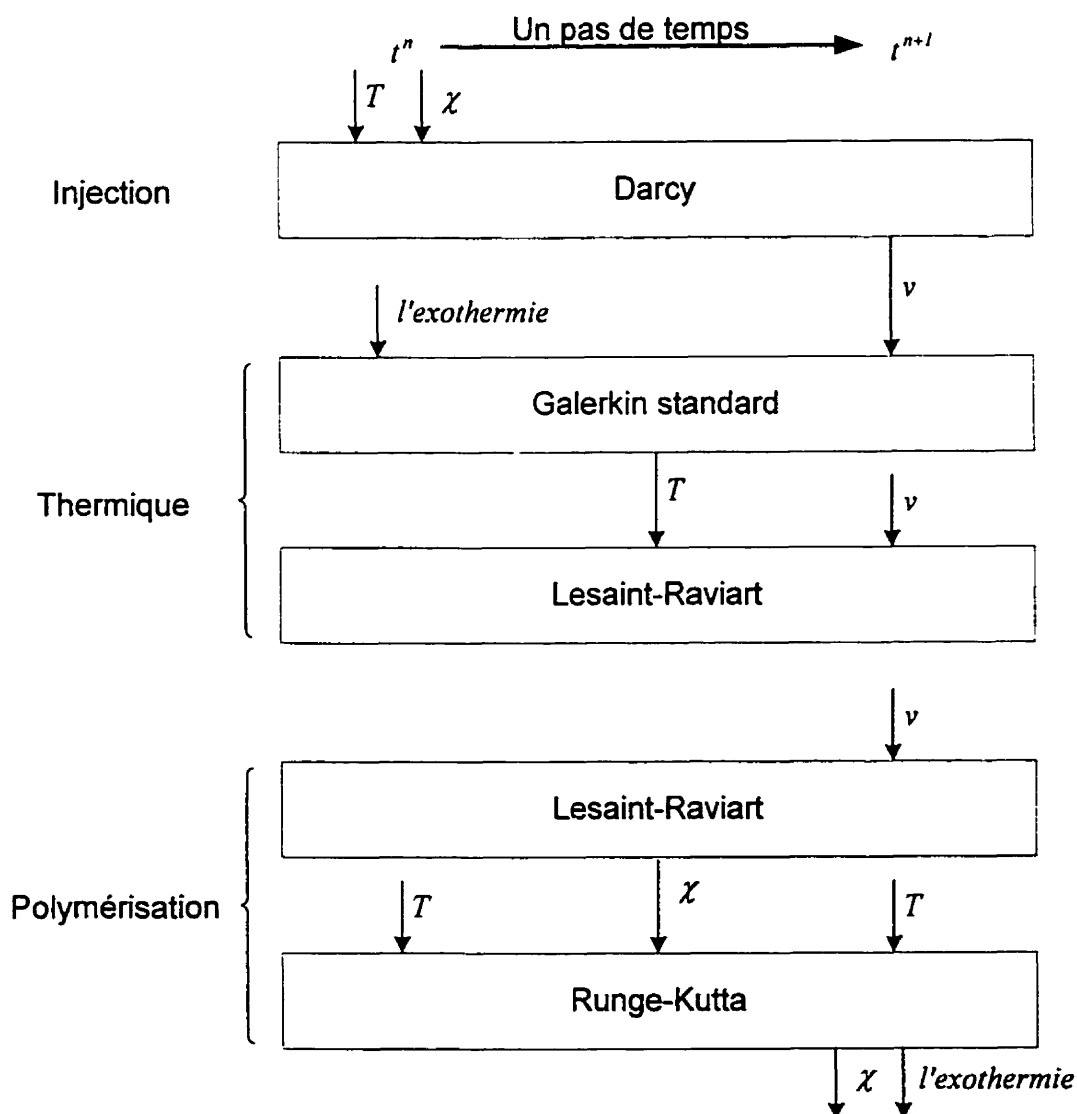 Un pas de temps
t^n t^{n+1}
T χ
Injection Darcy
v
l'exothermie
Galerkin standard
Thermique
T v
Lesaint-Raviart
v
Lesaint-Raviart
Polymérisation
T χ T
Runge-Kutta
χ l'exothermie